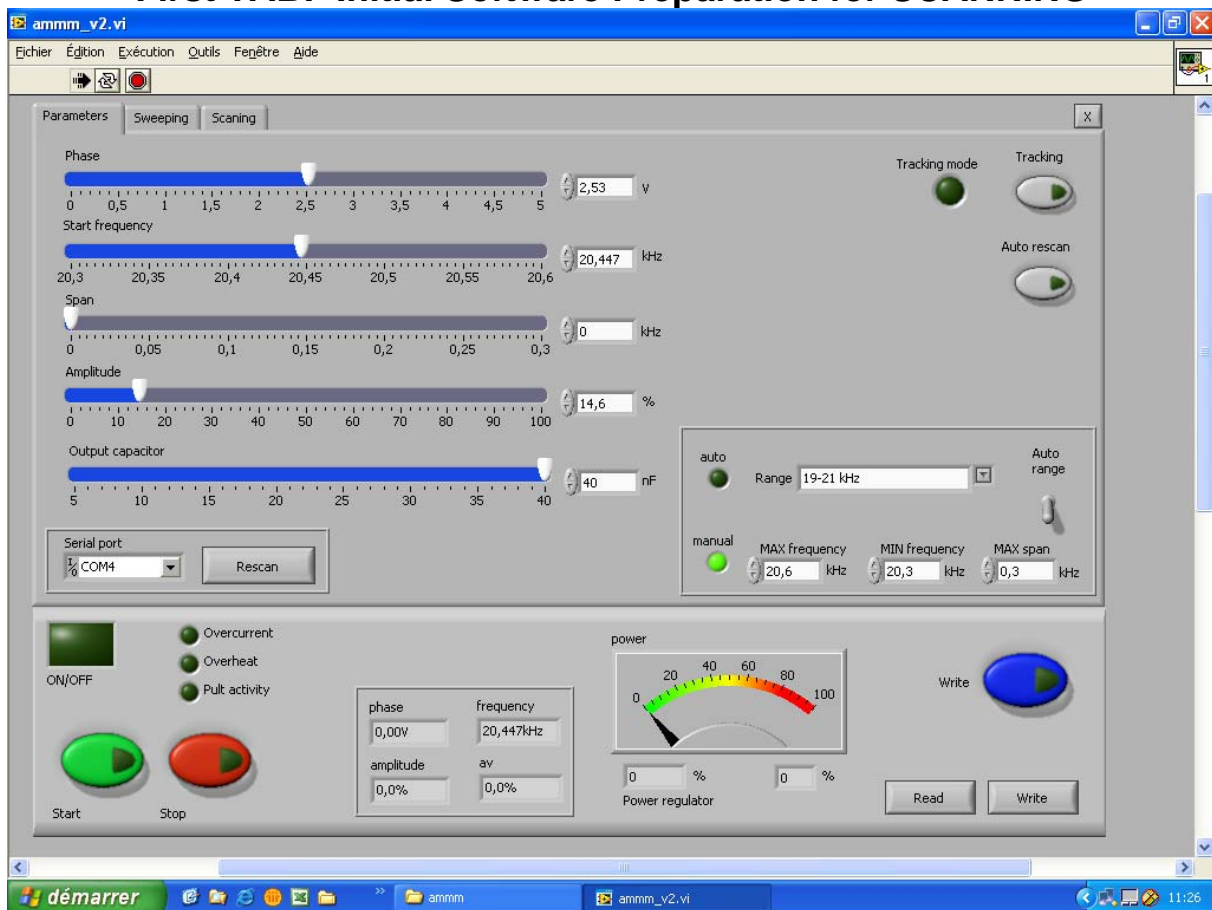 ammm_v2.vi
Fichier Édition Exécution Outils Fenêtre Aide
1
Parameters Sweeping Scaning X
Phase
0 0,5 1 1,5 2 2,5 3 3,5 4 4,5 5
2,53 V
Tracking mode Tracking
Start frequency
20,3 20,35 20,4 20,45 20,5 20,55 20,6
20,447 kHz
Auto rescan
Span
0 0,05 0,1 0,15 0,2 0,25 0,3
0 kHz
Amplitude
0 10 20 30 40 50 60 70 80 90 100
14,6 %
Output capacitor
5 10 15 20 25 30 35 40
40 nF
auto Range 19-21 kHz Auto range
manual
MAX frequency MIN frequency MAX span
20,6 kHz 20,3 kHz 0,3 kHz
Serial port
I/O COM4 Rescan
ON/OFF
Overcurrent
Overheat
Pult activity
Start Stop
phase frequency
0,00V 20,447kHz
amplitude av
0,0% 0,0%
power
0 20 40 60 80 100
0 % 0 %
Power regulator
Write
Read Write
démarrer ammm ammm_v2.vi 11:26